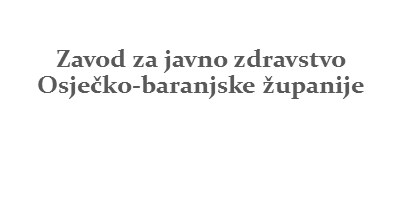 Zavod za javno zdravstvo
Osječko-baranjske županije